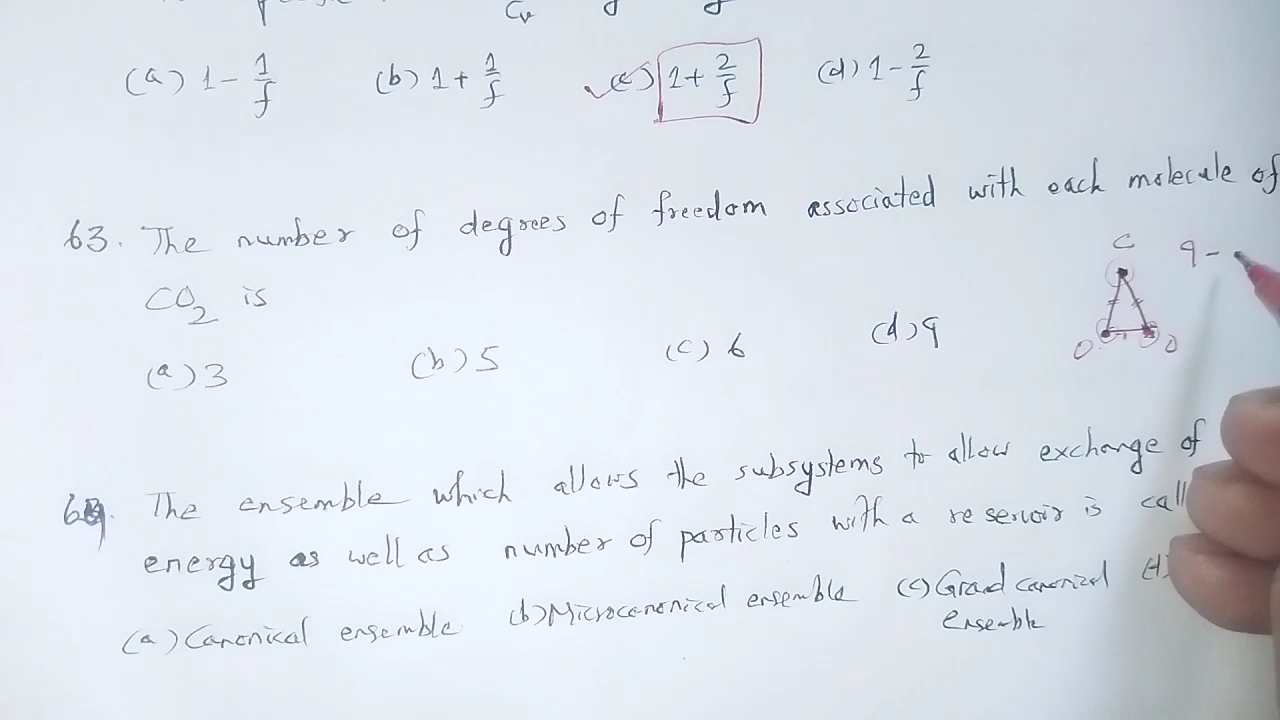 Cv
(a) 1 - 1/f (b) 1 + 1/f (c) 1 + 2/f (d) 1 - 2/f
63. The number of degrees of freedom associated with each molecule of
CO2 is
C 9 -
O O
(a) 3 (b) 5 (c) 6 (d) 9
The ensemble which allows the subsystems to allow exchange of
energy as well as number of particles with a reservoir is call
(a) Canonical ensemble (b) Microcanonical ensemble (c) Grand canonical (d)
ensemble